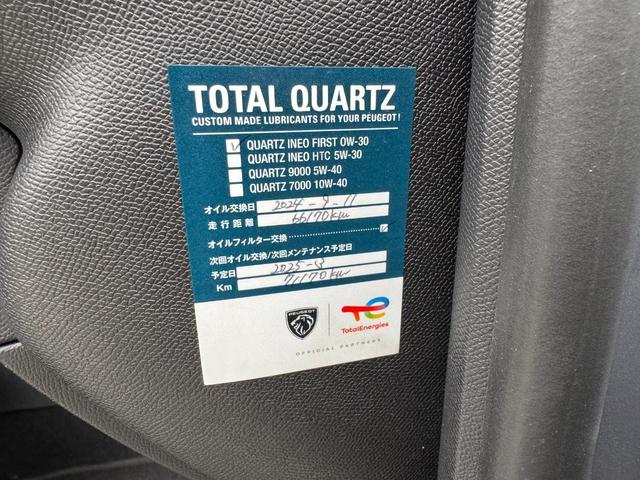 TOTAL QUARTZ
CUSTOM MADE LUBRICANTS FOR YOUR PEUGEOT!
QUARTZ INEO FIRST 0W-30
QUARTZ INEO HTC 5W-30
QUARTZ 9000 5W-40
QUARTZ 7000 10W-40
オイル交換日 2024-9-11
走行距離 66170km
オイルフィルター交換
次回オイル交換/次回メンテナンス予定日
予定日 2025-3
Km 71170km
PEUGEOT
TotalEnergies
OFFICIAL PARTNERS